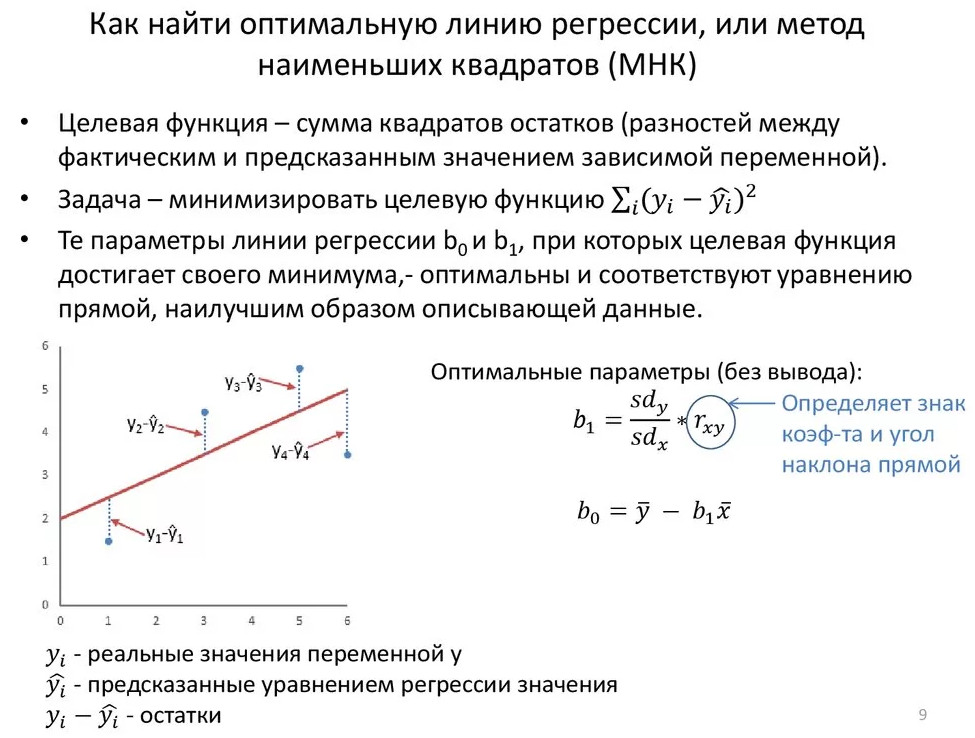 Как найти оптимальную линию регрессии, или метод
наименьших квадратов (МНК)
• Целевая функция – сумма квадратов остатков (разностей между
фактическим и предсказанным значением зависимой переменной).
• Задача – минимизировать целевую функцию ∑ᵢ(yᵢ − ŷᵢ)²
• Те параметры линии регрессии b₀ и b₁, при которых целевая функция
достигает своего минимума,- оптимальны и соответствуют уравнению
прямой, наилучшим образом описывающей данные.
6
5
4
3
2
1
0
0 1 2 3 4 5 6
y₃-ŷ₃
y₂-ŷ₂
y₄-ŷ₄
y₁-ŷ₁
Оптимальные параметры (без вывода):
b₁ = sd_y / sd_x * r_xy
Определяет знак
коэф-та и угол
наклона прямой
b₀ = ȳ − b₁x̄
yᵢ - реальные значения переменной y
ŷᵢ - предсказанные уравнением регрессии значения
yᵢ − ŷᵢ - остатки
9